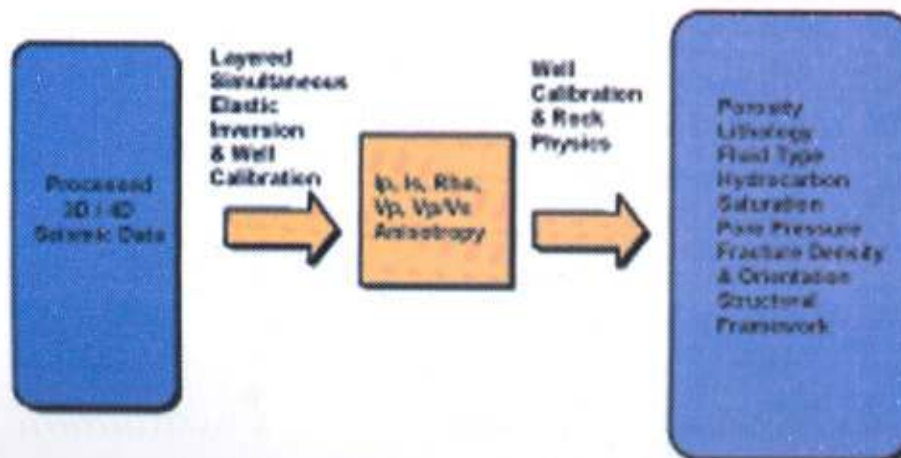 Processed
3D / 4D
Seismic Data
Layered
Simultaneous
Elastic
Inversion
& Well
Calibration
Ip, Is, Rho,
Vp, Vp/Vs
Anisotropy
Well
Calibration
& Rock
Physics
Porosity
Lithology
Fluid Type
Hydrocarbon
Saturation
Pore Pressure
Fracture Density
& Orientation
Structural
Framework